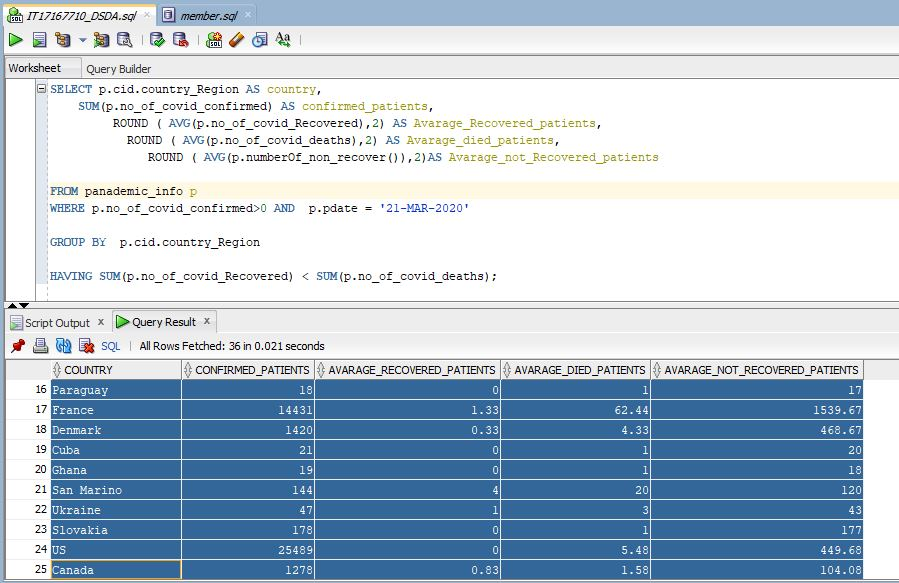 IT17167710_DSDA.sql × member.sql ×
SQL Aa
Worksheet Query Builder
SELECT p.cid.country_Region AS country,
SUM(p.no_of_covid_confirmed) AS confirmed_patients,
ROUND ( AVG(p.no_of_covid_Recovered),2) AS Avarage_Recovered_patients,
ROUND ( AVG(p.no_of_covid_deaths),2) AS Avarage_died_patients,
ROUND ( AVG(p.numberOf_non_recover()),2)AS Avarage_not_Recovered_patients
FROM panademic_info p
WHERE p.no_of_covid_confirmed>0 AND p.pdate = '21-MAR-2020'
GROUP BY p.cid.country_Region
HAVING SUM(p.no_of_covid_Recovered) < SUM(p.no_of_covid_deaths);
Script Output x Query Result x
SQL | All Rows Fetched: 36 in 0.021 seconds
COUNTRY CONFIRMED_PATIENTS AVARAGE_RECOVERED_PATIENTS AVARAGE_DIED_PATIENTS AVARAGE_NOT_RECOVERED_PATIENTS
16 Paraguay 18 0 1 17
17 France 14431 1.33 62.44 1539.67
18 Denmark 1420 0.33 4.33 468.67
19 Cuba 21 0 1 20
20 Ghana 19 0 1 18
21 San Marino 144 4 20 120
22 Ukraine 47 1 3 43
23 Slovakia 178 0 1 177
24 US 25489 0 5.48 449.68
25 Canada 1278 0.83 1.58 104.08